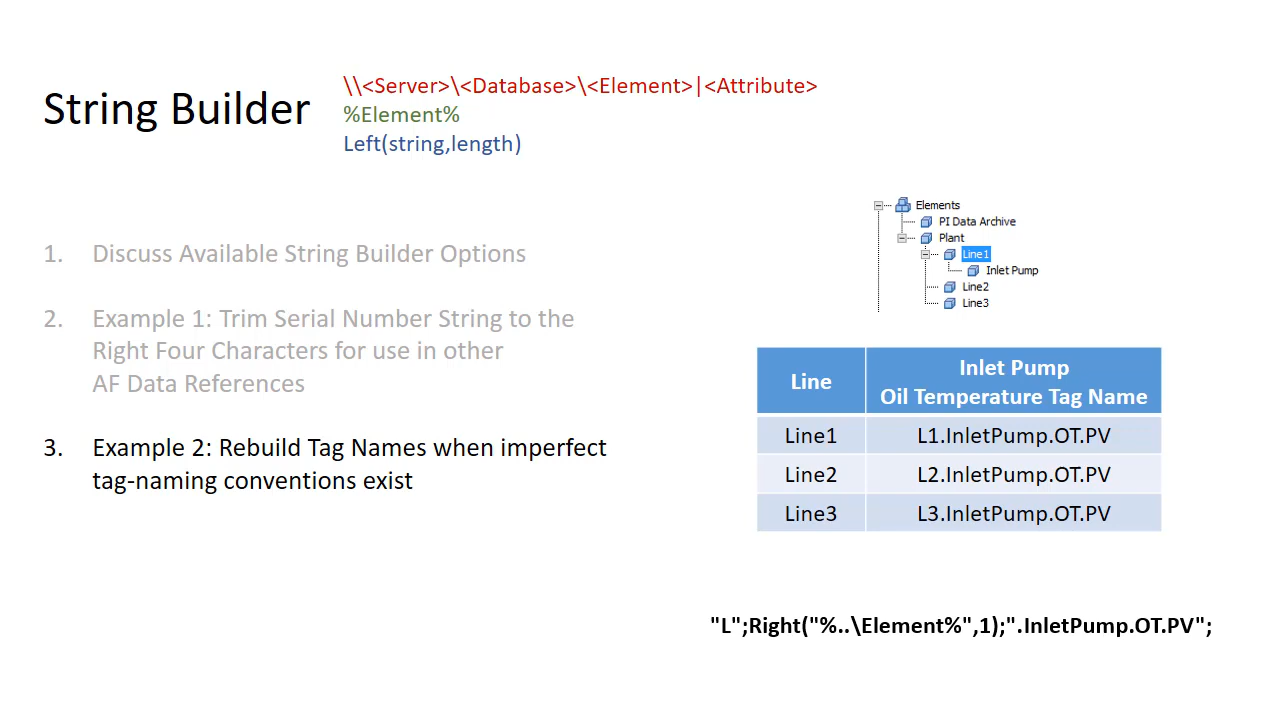 String Builder
\\<Server>\<Database>\<Element>|<Attribute>
%Element%
Left(string,length)
1. Discuss Available String Builder Options
2. Example 1: Trim Serial Number String to the
Right Four Characters for use in other
AF Data References
3. Example 2: Rebuild Tag Names when imperfect
tag-naming conventions exist
Elements
PI Data Archive
Plant
Line1
Inlet Pump
Line2
Line3
Line
Inlet Pump
Oil Temperature Tag Name
Line1 L1.InletPump.OT.PV
Line2 L2.InletPump.OT.PV
Line3 L3.InletPump.OT.PV
"L";Right("%..\Element%",1);".InletPump.OT.PV";